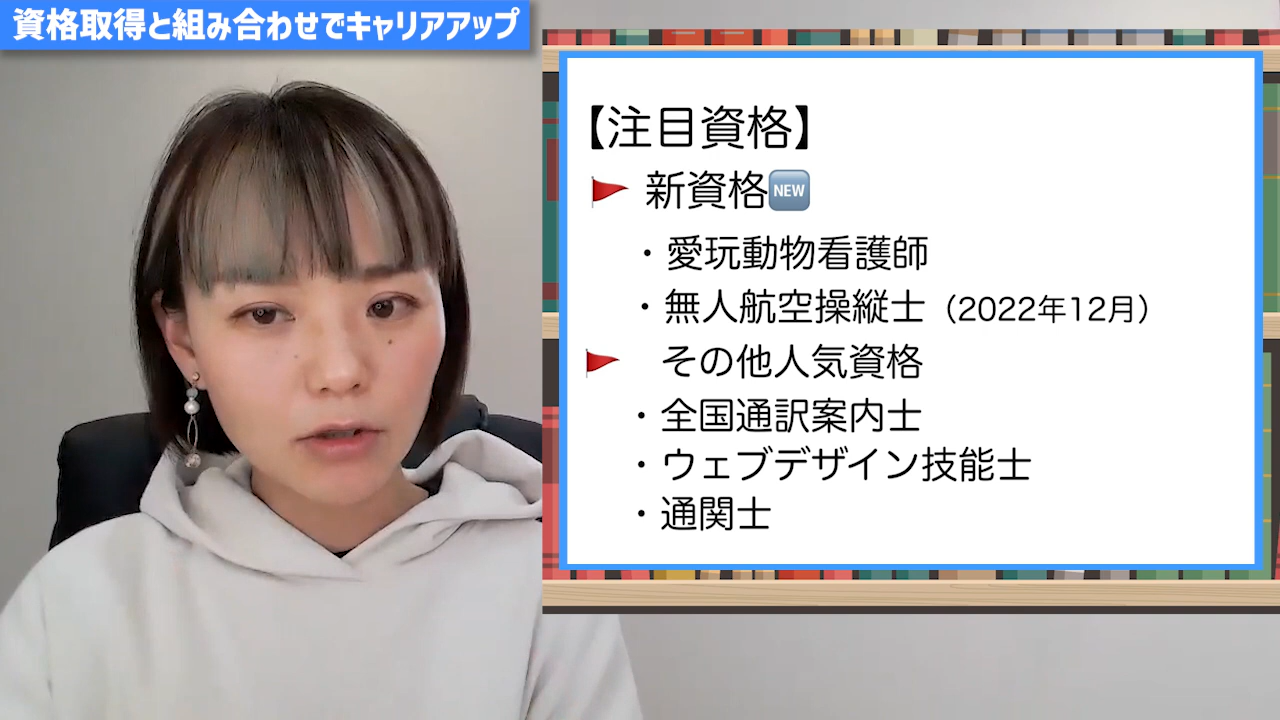 資格取得と組み合わせでキャリアアップ
【注目資格】
新資格NEW
・愛玩動物看護師
・無人航空操縦士（2022年12月）
その他人気資格
・全国通訳案内士
・ウェブデザイン技能士
・通関士